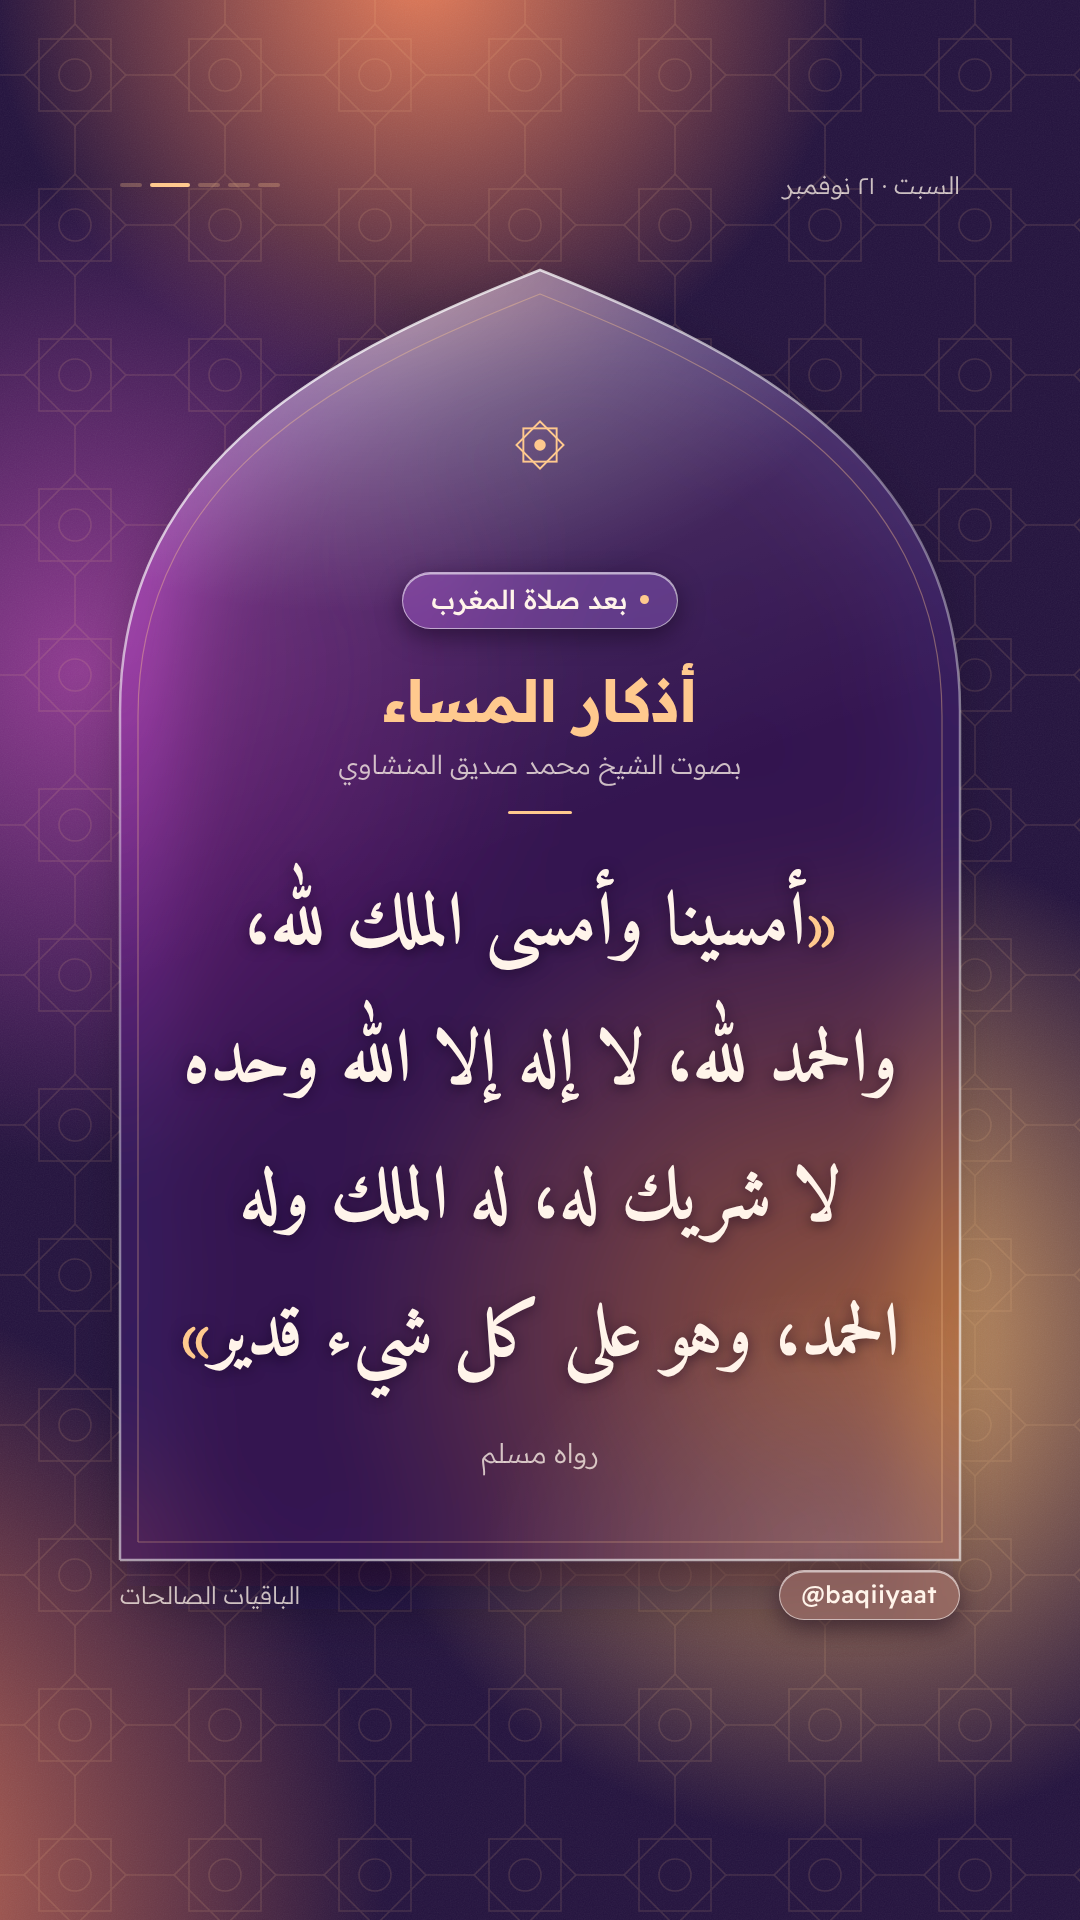 السبت · ٢١ نوفمبر
بعد صلاة المغرب
أذكار المساء
بصوت الشيخ محمد صديق المنشاوي
«أمسينا وأمسى الملك لله،
والحمد لله، لا إله إلا الله وحده
لا شريك له، له الملك وله
الحمد، وهو على كل شيء قدير»
رواه مسلم
@baqiiyaat
الباقيات الصالحات